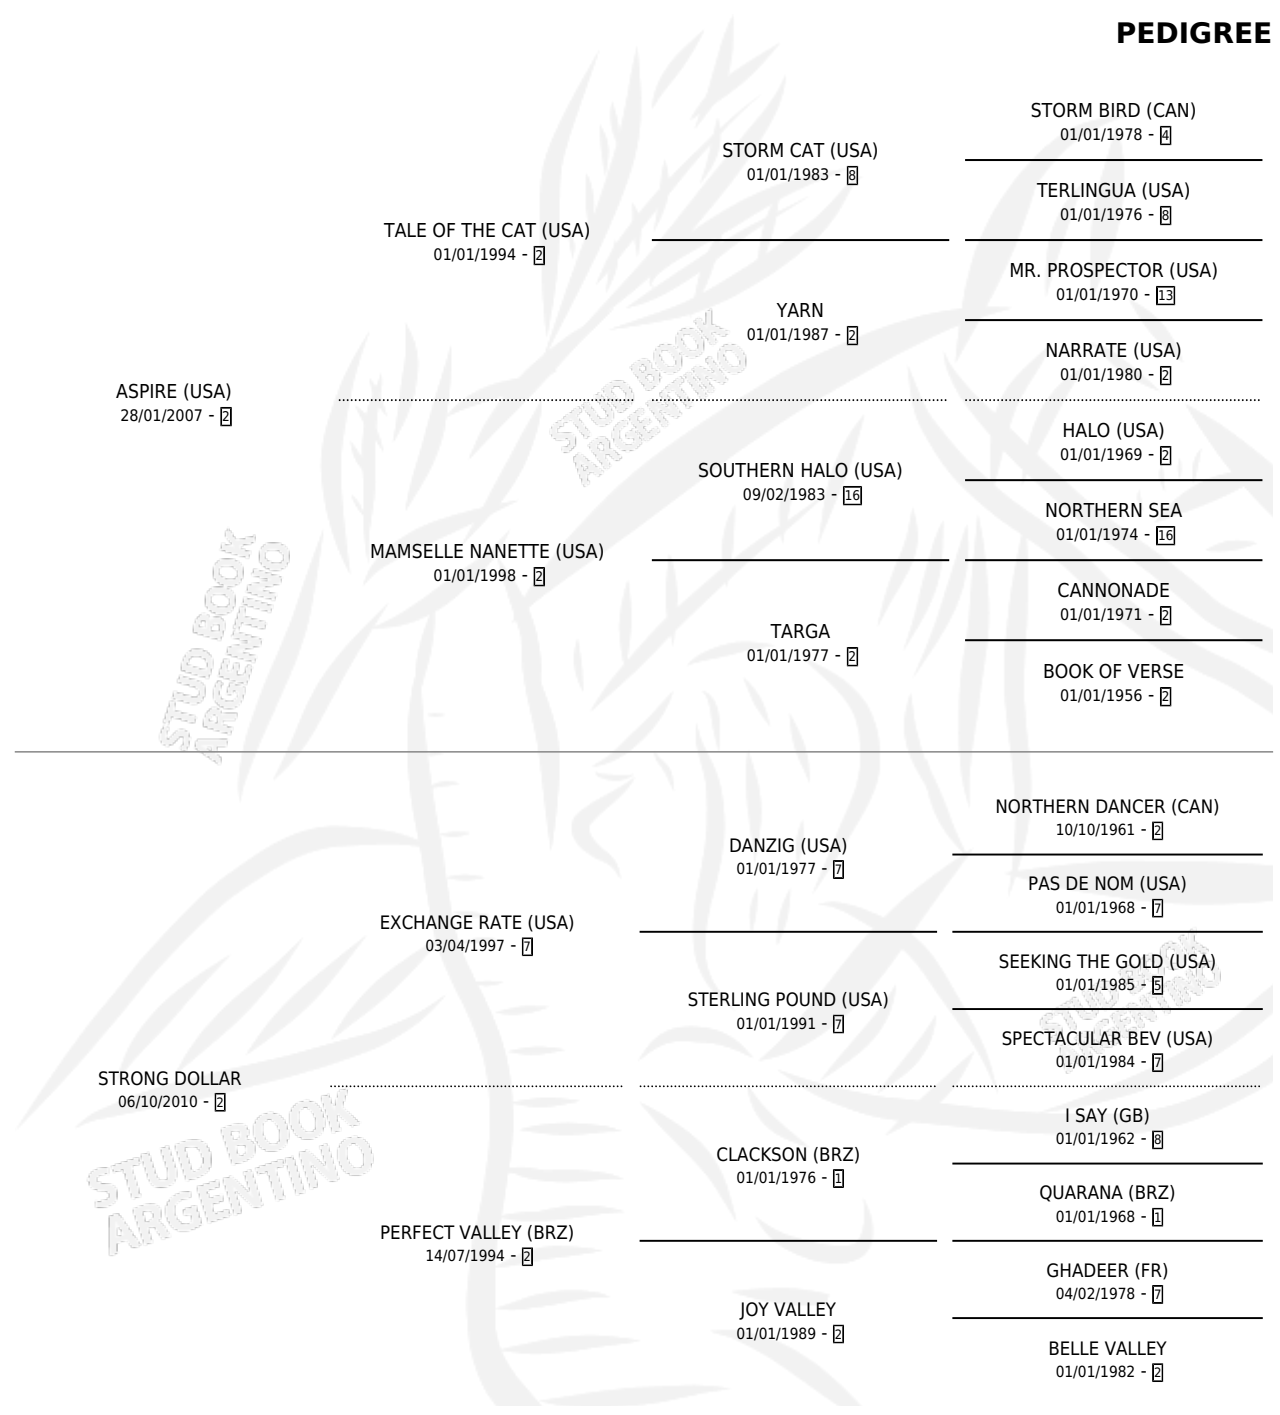 PEDIGREE
STORM BIRD (CAN)
01/01/1978 - 4
STORM CAT (USA)
01/01/1983 - 8
TERLINGUA (USA)
01/01/1976 - 8
TALE OF THE CAT (USA)
01/01/1994 - 2
MR. PROSPECTOR (USA)
01/01/1970 - 13
YARN
01/01/1987 - 2
NARRATE (USA)
01/01/1980 - 2
ASPIRE (USA)
28/01/2007 - 2
STUD BOOK
ARGENTINO
HALO (USA)
01/01/1969 - 2
SOUTHERN HALO (USA)
09/02/1983 - 16
NORTHERN SEA
01/01/1974 - 16
MAMSELLE NANETTE (USA)
01/01/1998 - 2
CANNONADE
01/01/1971 - 2
TARGA
01/01/1977 - 2
BOOK OF VERSE
01/01/1956 - 2
STUD BOOK
ARGENTINO
NORTHERN DANCER (CAN)
10/10/1961 - 2
DANZIG (USA)
01/01/1977 - 7
PAS DE NOM (USA)
01/01/1968 - 7
EXCHANGE RATE (USA)
03/04/1997 - 7
SEEKING THE GOLD (USA)
01/01/1985 - 5
STERLING POUND (USA)
01/01/1991 - 7
SPECTACULAR BEV (USA)
01/01/1984 - 7
STUD BOOK
ARGENTINO
STRONG DOLLAR
06/10/2010 - 2
I SAY (GB)
01/01/1962 - 8
CLACKSON (BRZ)
01/01/1976 - 1
QUARANA (BRZ)
01/01/1968 - 1
STUD BOOK
ARGENTINO
PERFECT VALLEY (BRZ)
14/07/1994 - 2
GHADEER (FR)
04/02/1978 - 7
JOY VALLEY
01/01/1989 - 2
BELLE VALLEY
01/01/1982 - 2